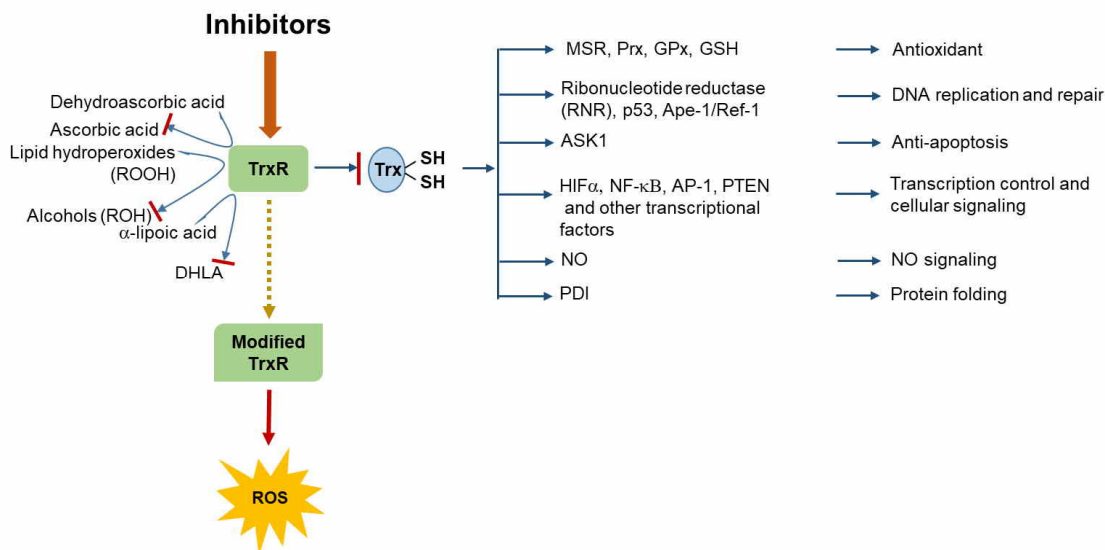 Inhibitors
Dehydroascorbic acid
Ascorbic acid
Lipid hydroperoxides
(ROOH)
Alcohols (ROH)
α-lipoic acid
DHLA
TrxR
Trx
SH
SH
Modified
TrxR
ROS
MSR, Prx, GPx, GSH
Antioxidant
Ribonucleotide reductase
(RNR), p53, Ape-1/Ref-1
DNA replication and repair
ASK1
Anti-apoptosis
HIFα, NF-κB, AP-1, PTEN
and other transcriptional
factors
Transcription control and
cellular signaling
NO
NO signaling
PDI
Protein folding